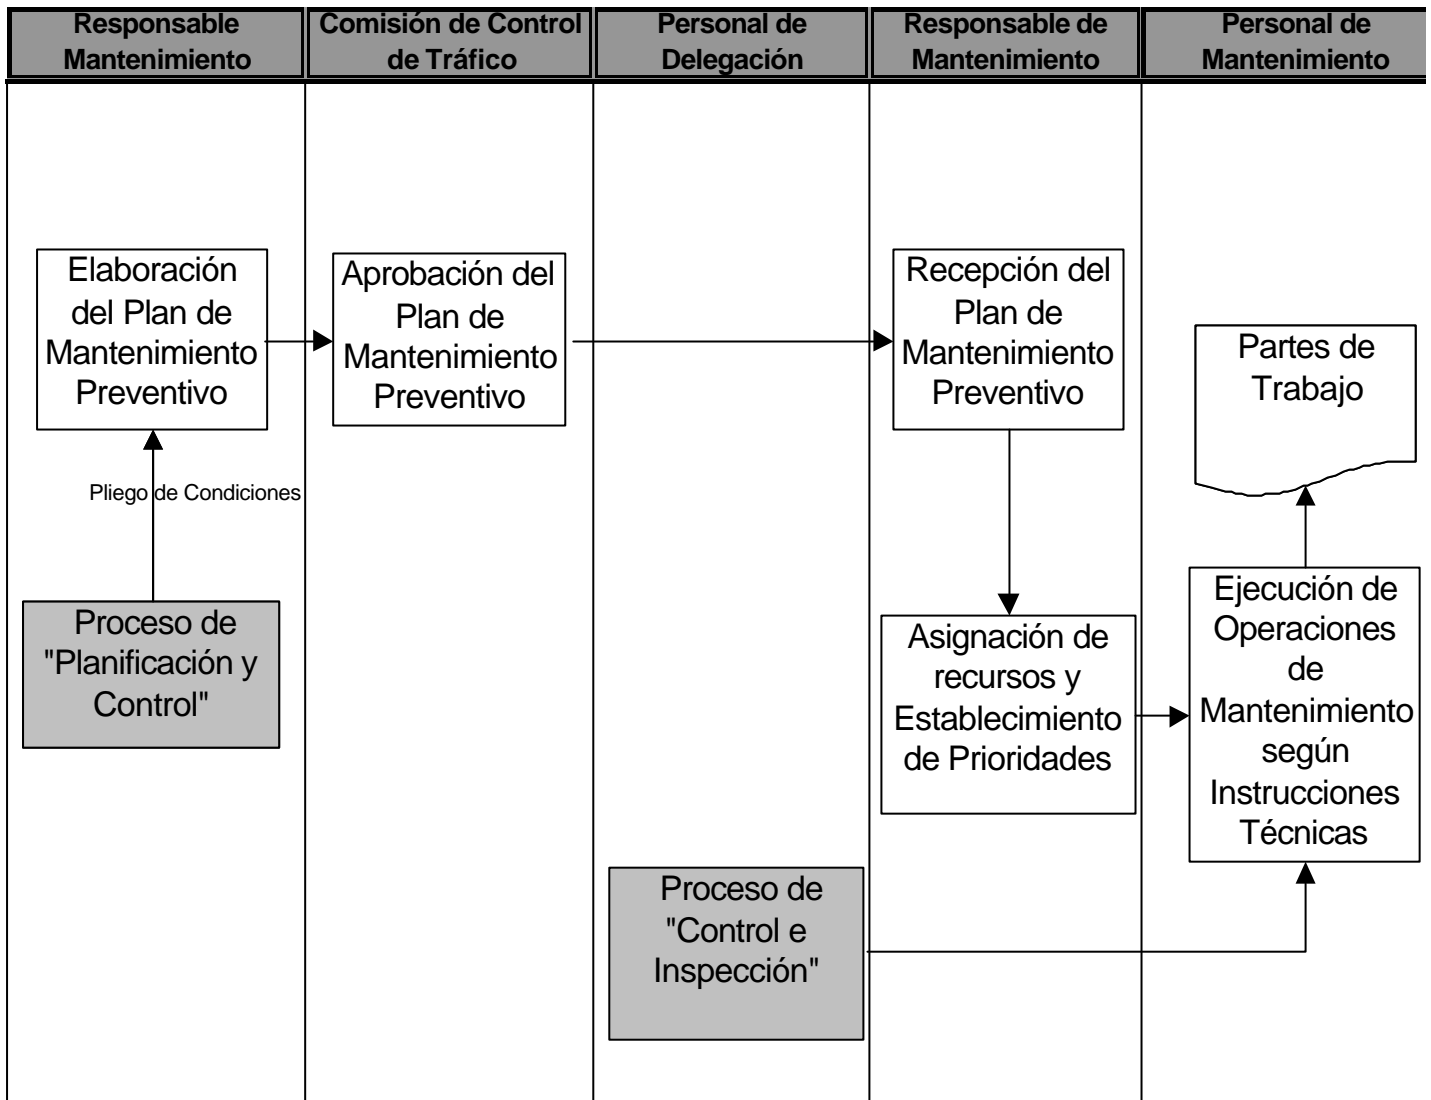 Responsable
Mantenimiento
Comisión de Control
de Tráfico
Personal de
Delegación
Responsable de
Mantenimiento
Personal de
Mantenimiento
Elaboración
del Plan de
Mantenimiento
Preventivo
Aprobación del
Plan de
Mantenimiento
Preventivo
Recepción del
Plan de
Mantenimiento
Preventivo
Partes de
Trabajo
Pliego de Condiciones
Proceso de
"Planificación y
Control"
Asignación de
recursos y
Establecimiento
de Prioridades
Ejecución de
Operaciones
de
Mantenimiento
según
Instrucciones
Técnicas
Proceso de
"Control e
Inspección"